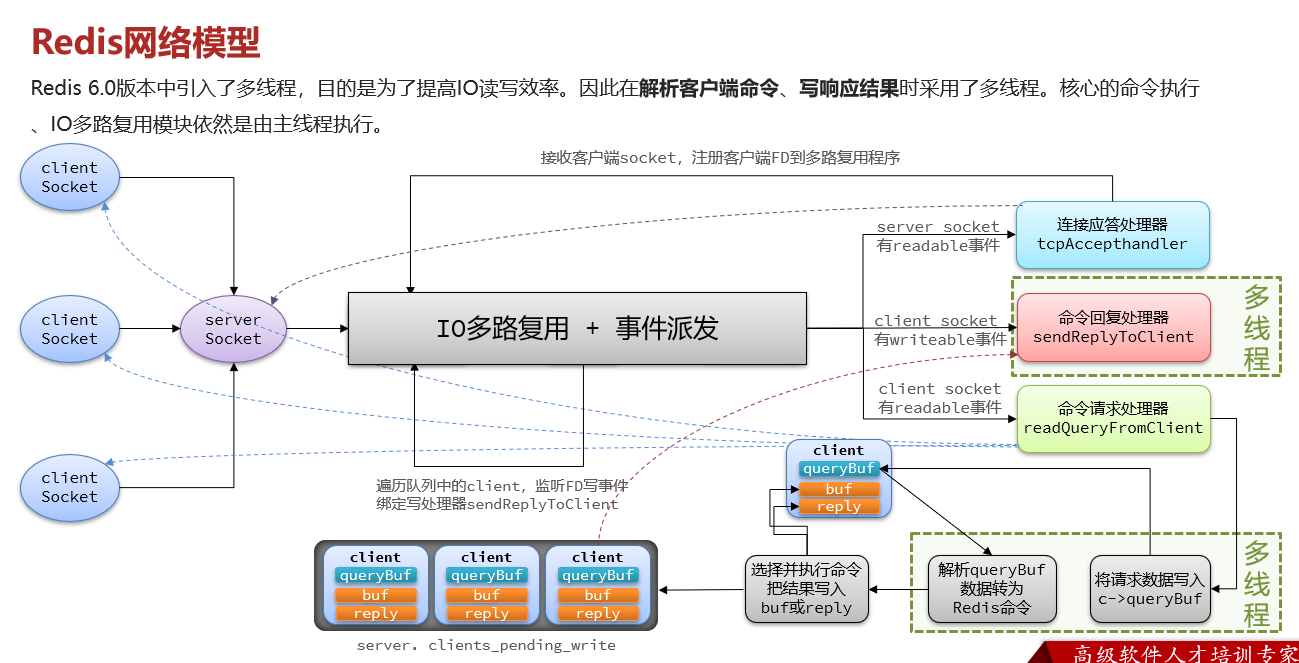 Redis网络模型
Redis 6.0版本中引入了多线程，目的是为了提高IO读写效率。因此在解析客户端命令、写响应结果时采用了多线程。核心的命令执行
、IO多路复用模块依然是由主线程执行。
client
Socket
接收客户端socket，注册客户端FD到多路复用程序
连接应答处理器
tcpAccepthandler
server socket
有readable事件
client
Socket
server
Socket
IO多路复用 + 事件派发
client socket
有writeable事件
命令回复处理器
sendReplyToClient
多
线
程
client socket
有readable事件
命令请求处理器
readQueryFromClient
client
Socket
遍历队列中的client，监听FD写事件
绑定写处理器sendReplyToClient
client
queryBuf
buf
reply
client
queryBuf
buf
reply
client
queryBuf
buf
reply
client
queryBuf
buf
reply
server. clients_pending_write
选择并执行命令
把结果写入
buf或reply
解析queryBuf
数据转为
Redis命令
将请求数据写入
c->queryBuf
多
线
程
高级软件人才培训专家